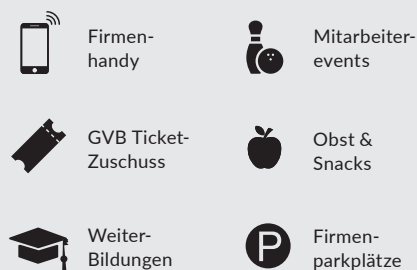 Firmen-
handy
Mitarbeiter-
events
GVB Ticket-
Zuschuss
Obst &
Snacks
Weiter-
Bildungen
P
Firmen-
parkplätze